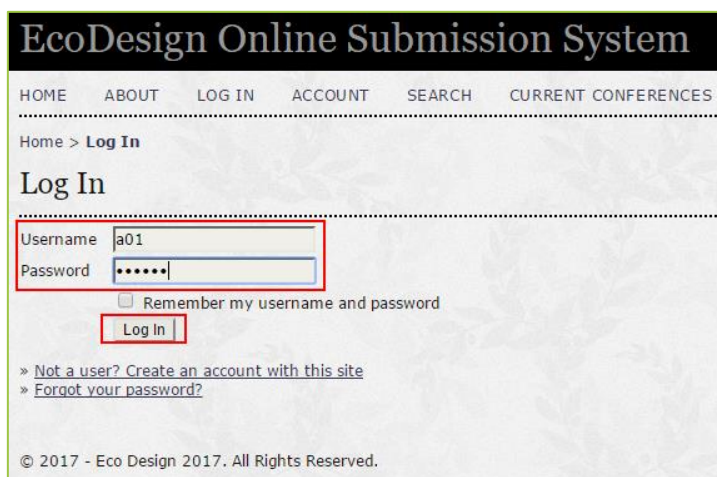 EcoDesign Online Submission System
HOME ABOUT LOG IN ACCOUNT SEARCH CURRENT CONFERENCES
Home > Log In
Log In
Username a01
Password ••••••
Remember my username and password
Log In
» Not a user? Create an account with this site
» Forgot your password?
© 2017 - Eco Design 2017. All Rights Reserved.